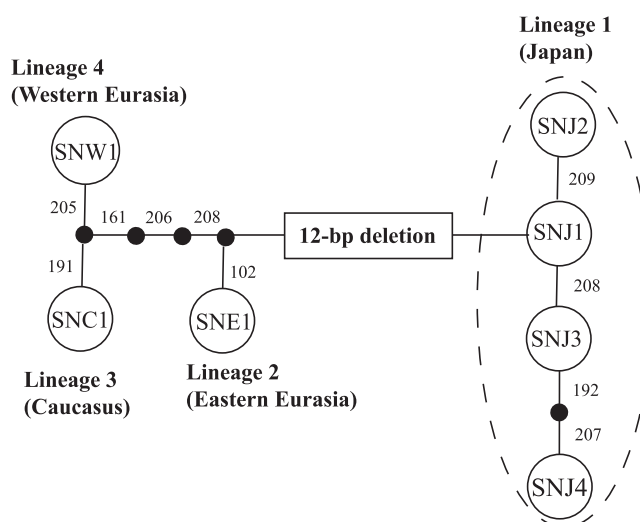 Lineage 1
(Japan)
Lineage 4
(Western Eurasia)
SNJ2
SNW1
209
205
161
206
208
12-bp deletion
SNJ1
191
102
208
SNC1
SNE1
SNJ3
Lineage 3
(Caucasus)
Lineage 2
(Eastern Eurasia)
192
207
SNJ4